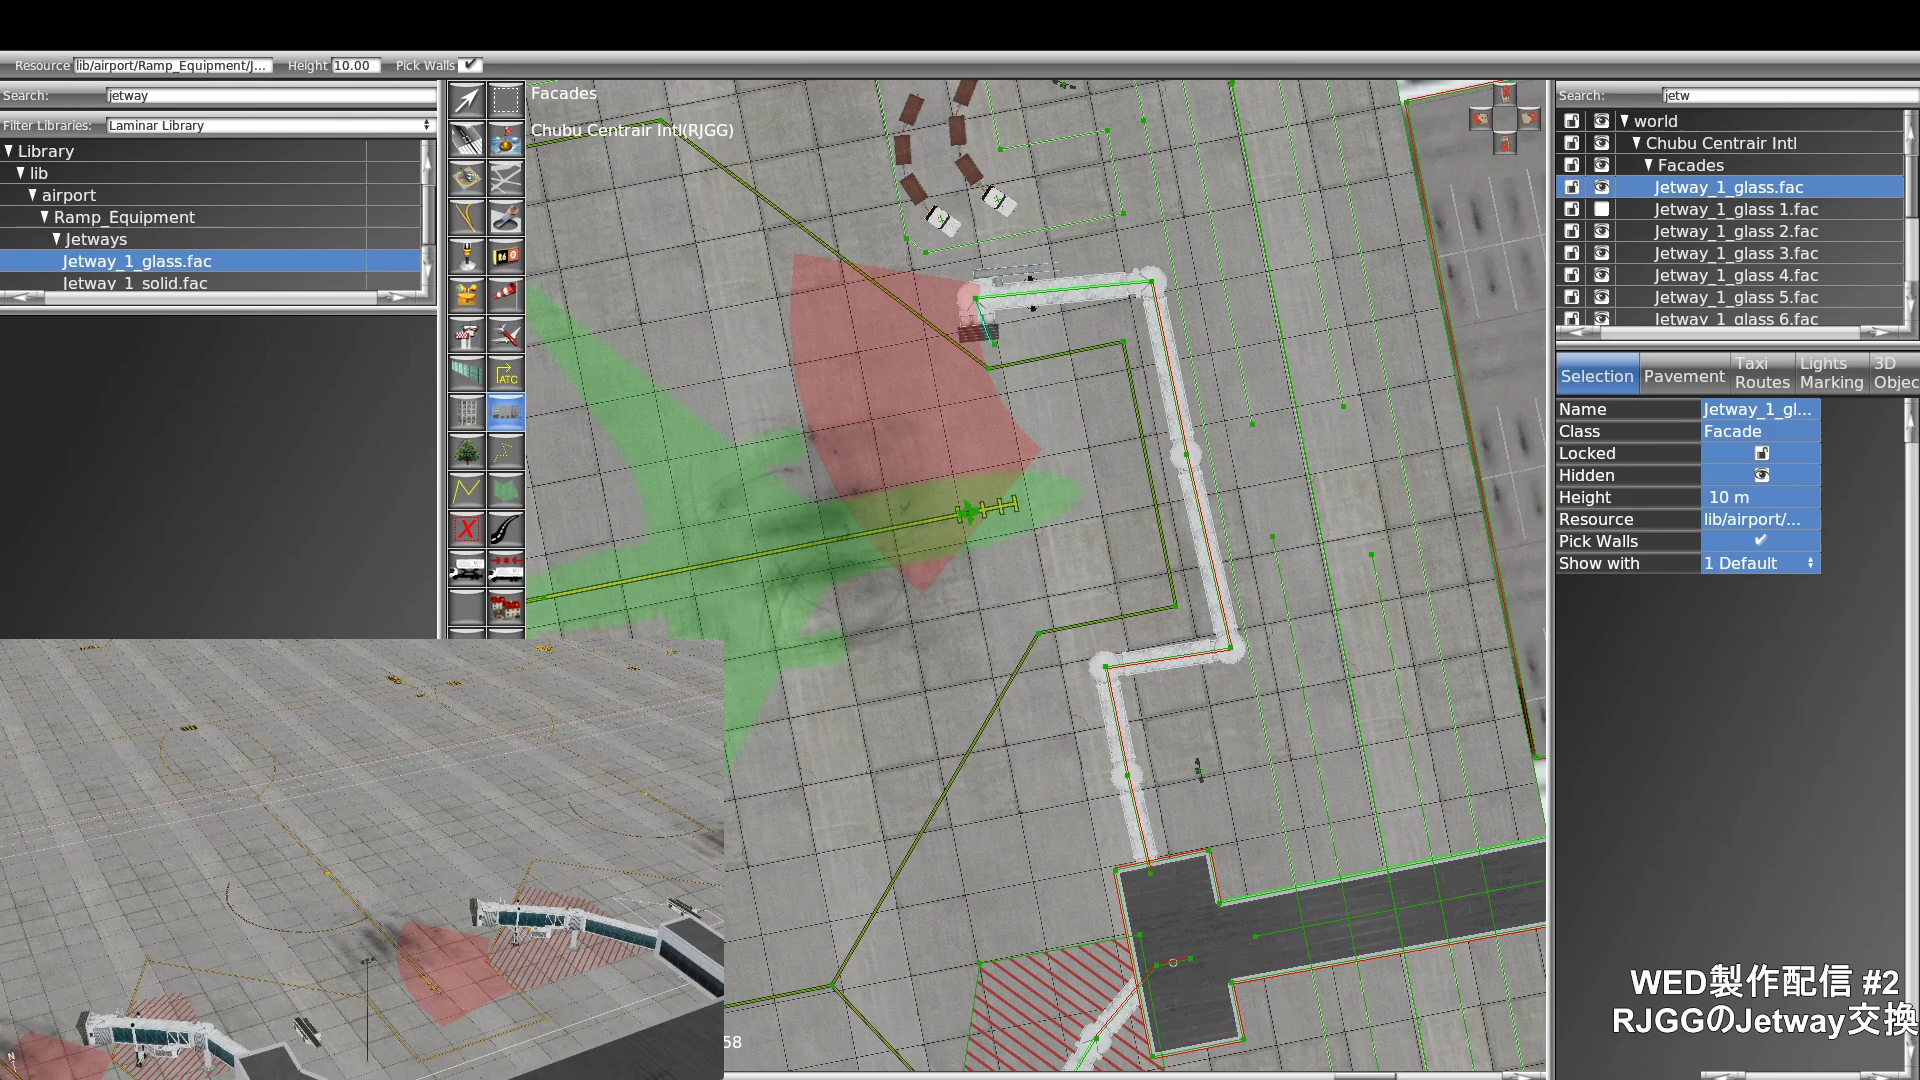 Resource lib/airport/Ramp_Equipment/J... Height 10.00 Pick Walls
Search: jetway
Filter Libraries: Laminar Library
Library
lib
airport
Ramp_Equipment
Jetways
Jetway_1_glass.fac
Jetway_1_solid.fac
Facades
Chubu Centrair Intl(RJGG)
ATC
58
Search: jetw
world
Chubu Centrair Intl
Facades
Jetway_1_glass.fac
Jetway_1_glass 1.fac
Jetway_1_glass 2.fac
Jetway_1_glass 3.fac
Jetway_1_glass 4.fac
Jetway_1_glass 5.fac
Jetway_1_glass 6.fac
Selection Pavement Taxi Routes Lights Marking 3D Objec
Name Jetway_1_gl...
Class Facade
Locked
Hidden
Height 10 m
Resource lib/airport/...
Pick Walls
Show with 1 Default
WED製作配信 #2
RJGGのJetway交換